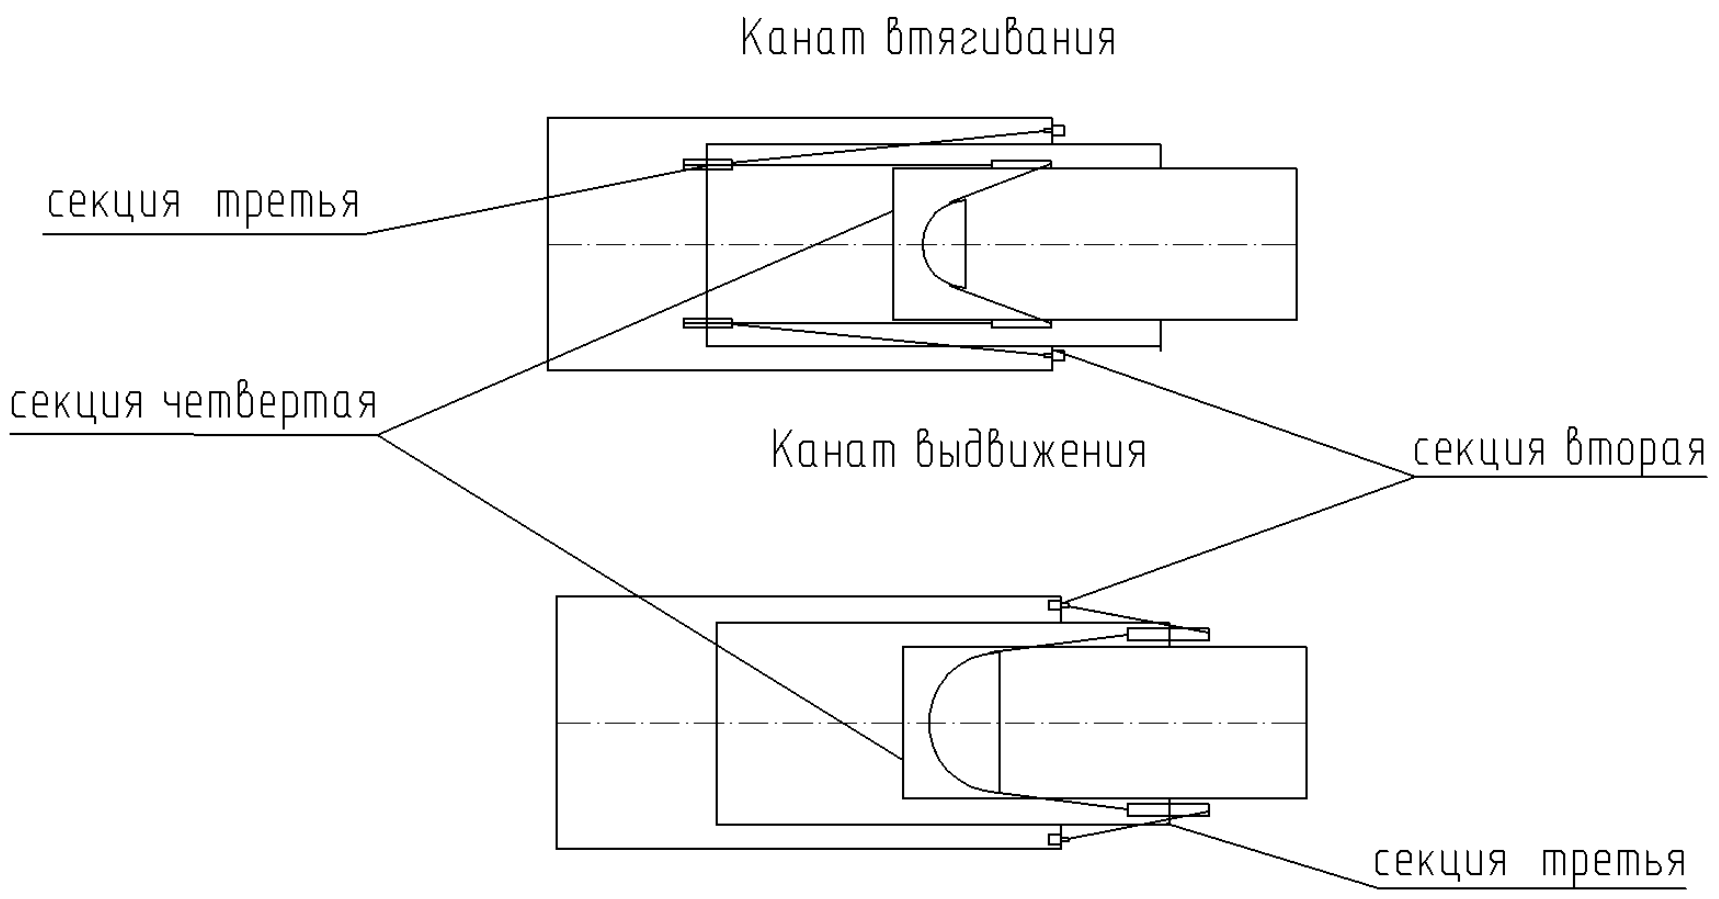 Канат втягивания
секция третья
секция четвертая
Канат выдвижения
секция вторая
секция третья